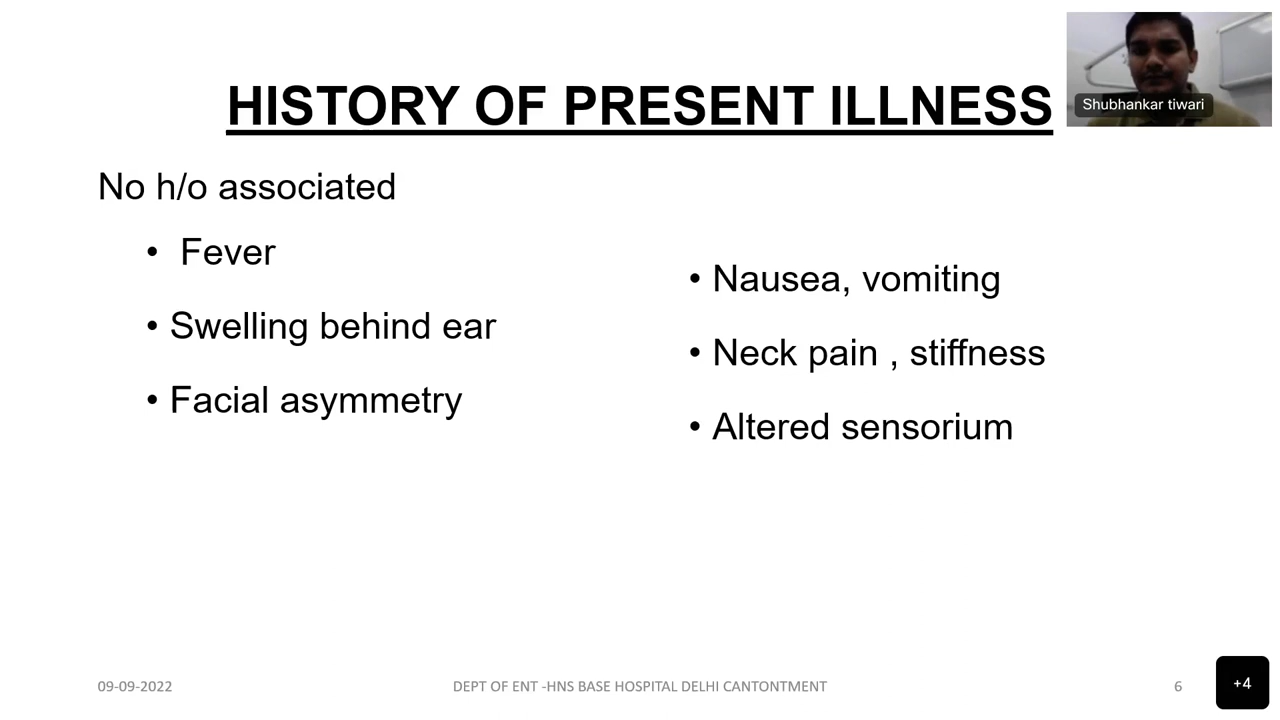 HISTORY OF PRESENT ILLNESS
Shubhankar tiwari
No h/o associated
• Fever
• Swelling behind ear
• Facial asymmetry
• Nausea, vomiting
• Neck pain , stiffness
• Altered sensorium
09-09-2022
DEPT OF ENT -HNS BASE HOSPITAL DELHI CANTONTMENT
6
+4